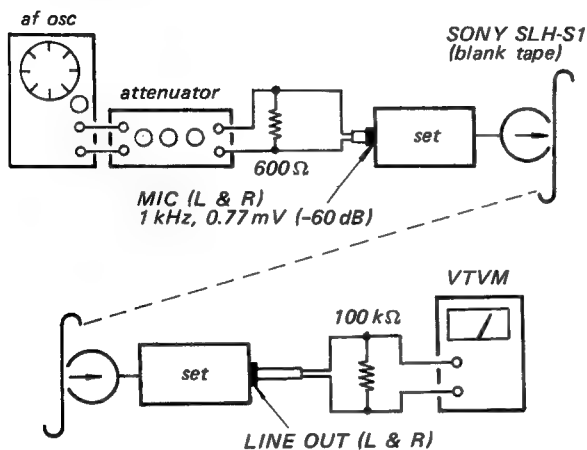 af osc
SONY SLH-S1
(blank tape)
attenuator
set
600Ω
MIC (L & R)
1 kHz, 0.77 mV (-60 dB)
VTVM
100 kΩ
set
LINE OUT (L & R)